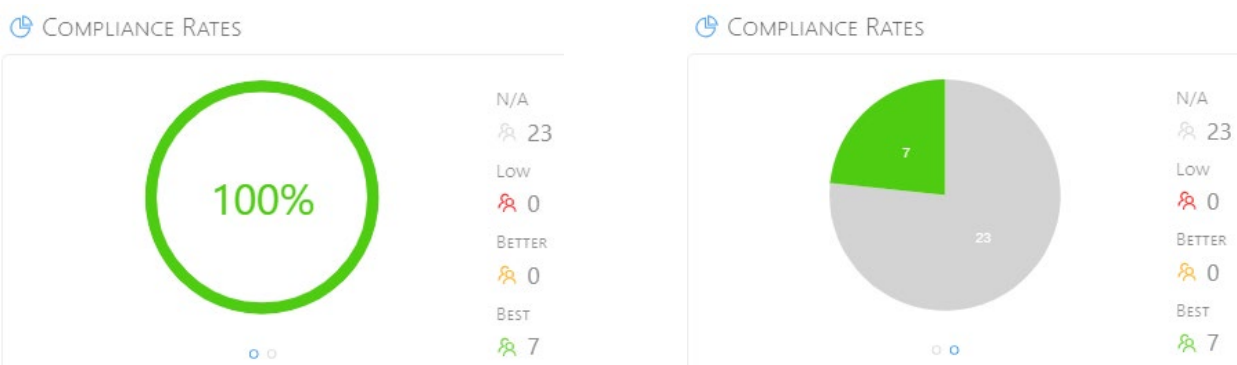 COMPLIANCE RATES
100%
N/A
23
LOW
0
BETTER
0
BEST
7
COMPLIANCE RATES
7
23
N/A
23
LOW
0
BETTER
0
BEST
7